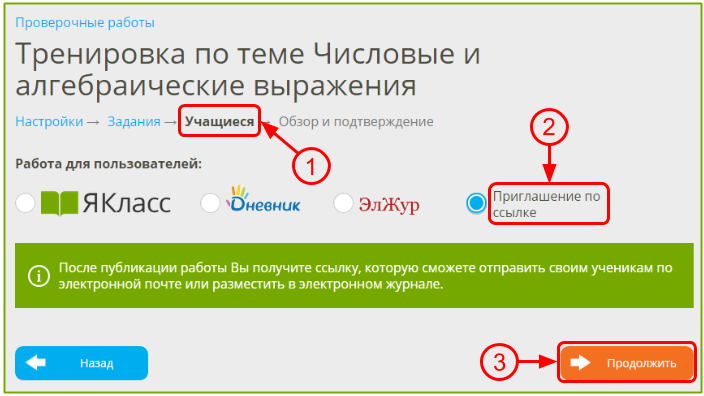 Проверочные работы
Тренировка по теме Числовые и
алгебраические выражения
Настройки → Задания → Учащиеся → Обзор и подтверждение
1
2
Работа для пользователей:
ЯКласс Дневник ЭлЖур Приглашение по
ссылке
После публикации работы Вы получите ссылку, которую сможете отправить своим ученикам по
электронной почте или разместить в электронном журнале.
Назад 3 Продолжить